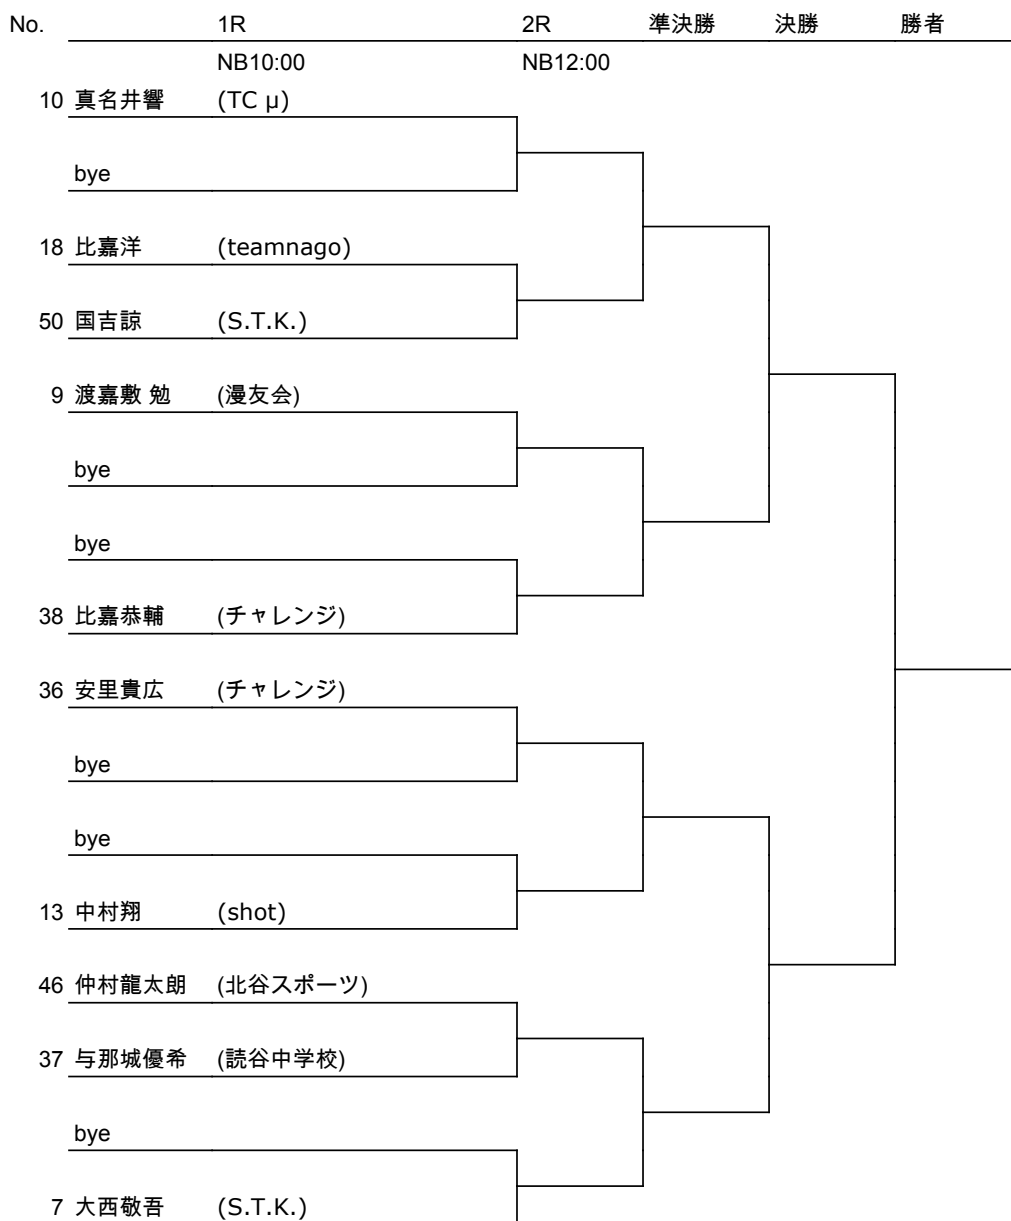 No. 1R 2R 準決勝 決勝 勝者
NB10:00 NB12:00
10 真名井響 (TC μ)
bye
18 比嘉洋 (teamnago)
50 国吉諒 (S.T.K.)
9 渡嘉敷 勉 (漫友会)
bye
bye
38 比嘉恭輔 (チャレンジ)
36 安里貴広 (チャレンジ)
bye
bye
13 中村翔 (shot)
46 仲村龍太朗 (北谷スポーツ)
37 与那城優希 (読谷中学校)
bye
7 大西敬吾 (S.T.K.)